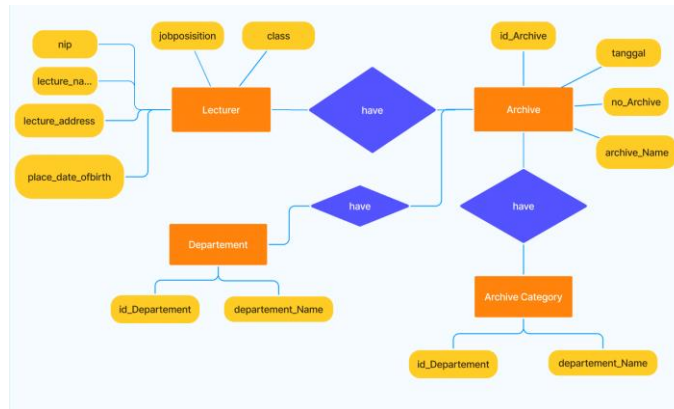 nip
jobposisition
class
id_Archive
tanggal
lecture_na...
Lecturer
have
Archive
no_Archive
lecture_address
archive_Name
place_date_ofbirth
have
have
Departement
Archive Category
id_Departement
departement_Name
id_Departement
departement_Name